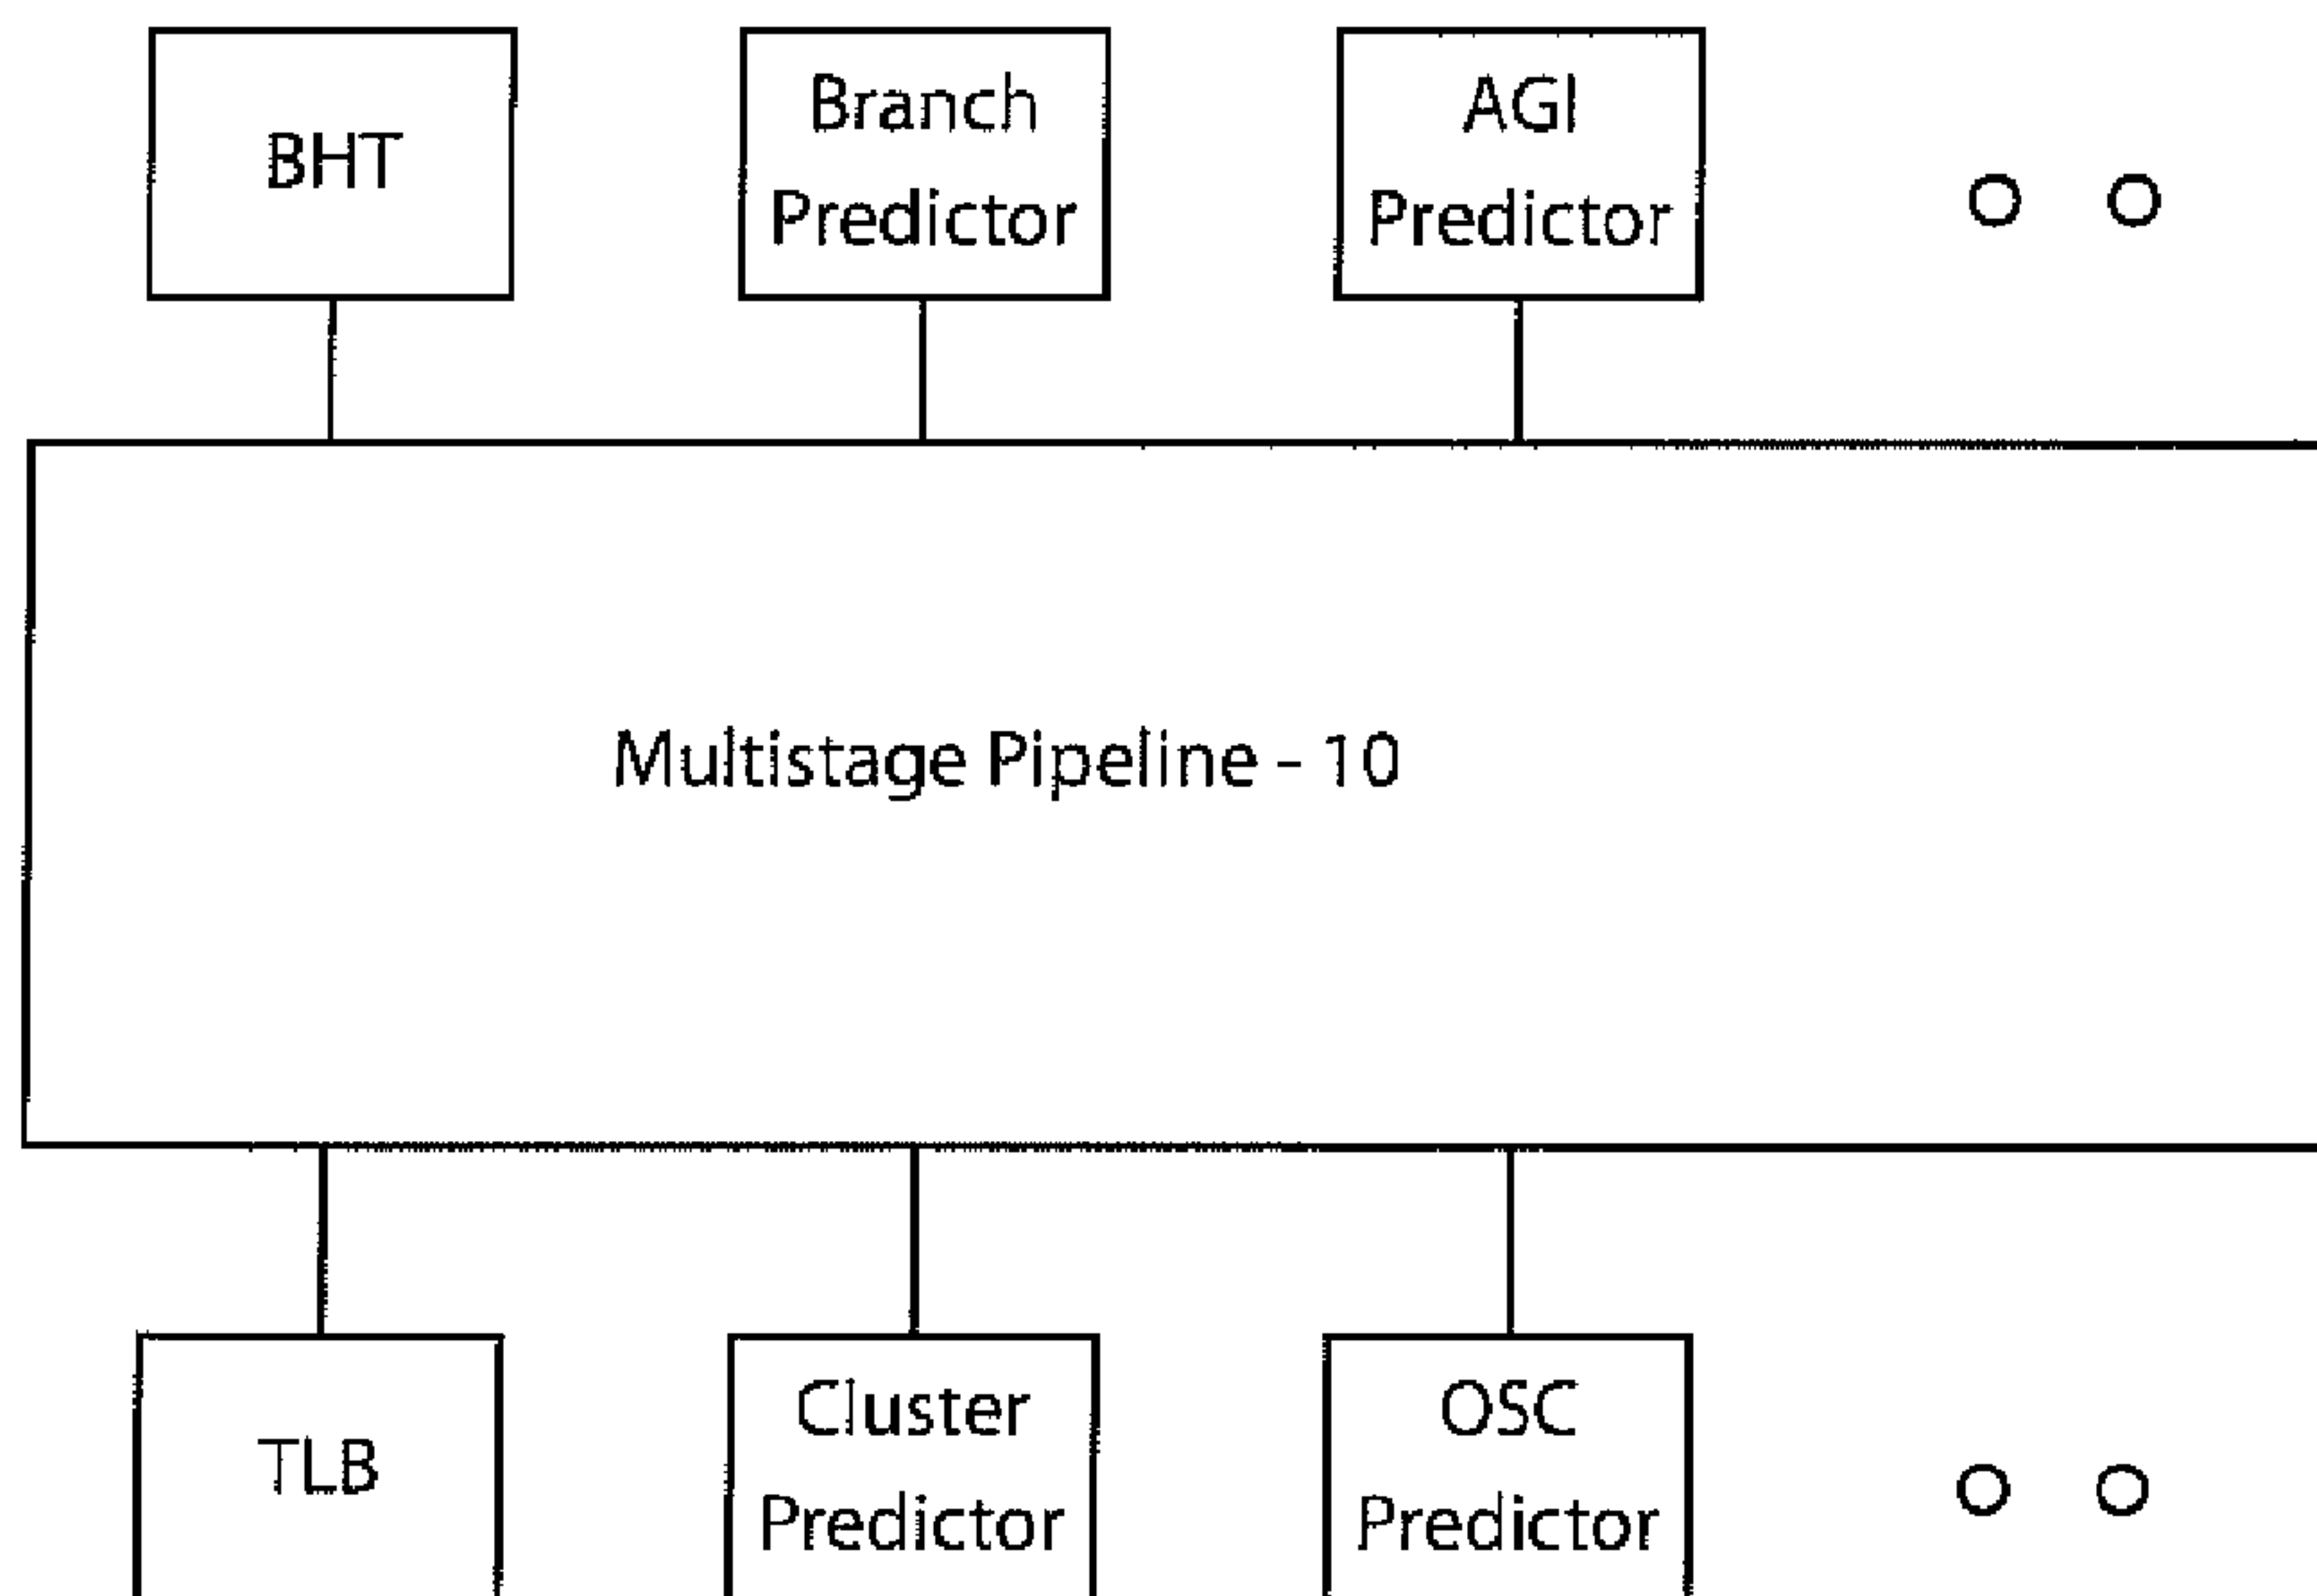 BHT
Branch
Predictor
AGI
Predictor
Multistage Pipeline - 10
TLB
Cluster
Predictor
OSC
Predictor